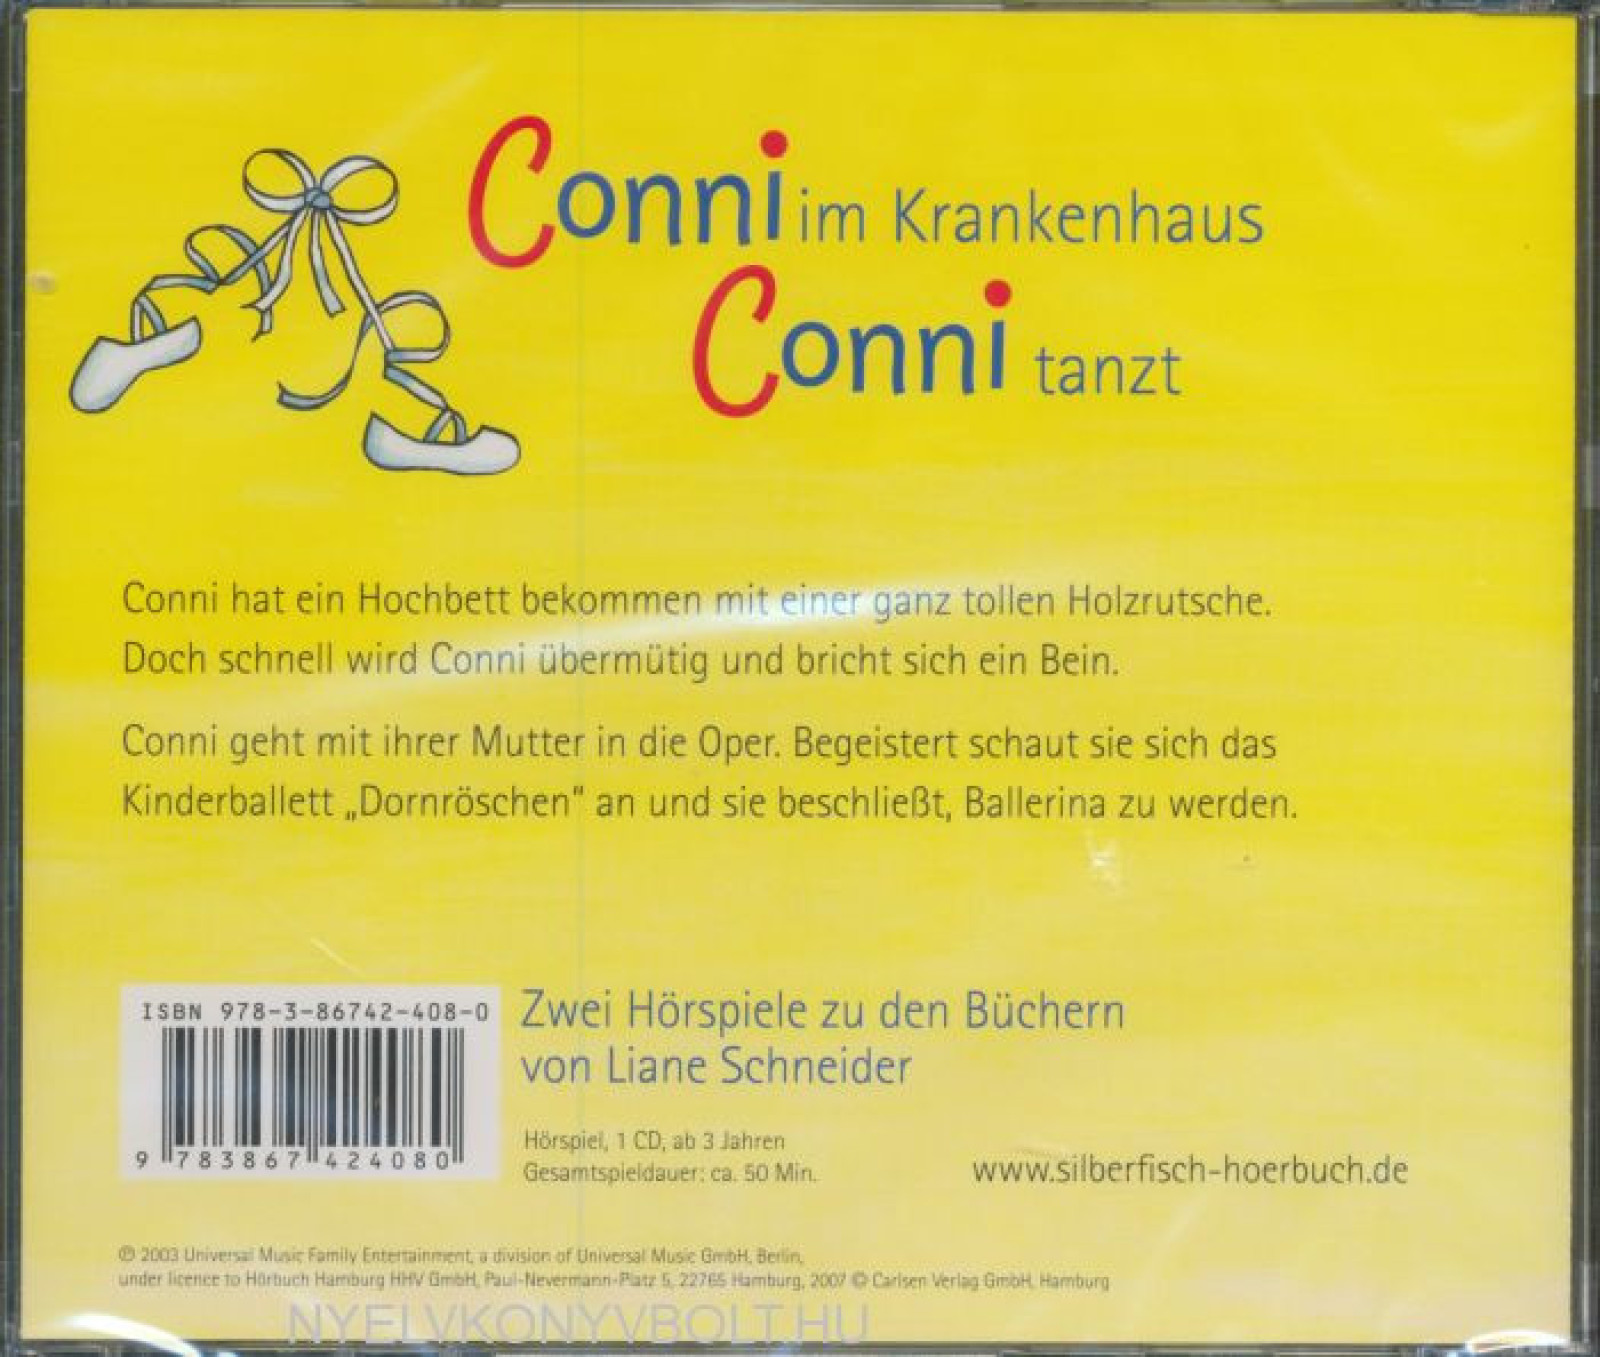 Conni im Krankenhaus
Conni tanzt
Conni hat ein Hochbett bekommen mit einer ganz tollen Holzrutsche.
Doch schnell wird Conni übermütig und bricht sich ein Bein.
Conni geht mit ihrer Mutter in die Oper. Begeistert schaut sie sich das
Kinderballett „Dornröschen“ an und sie beschließt, Ballerina zu werden.
ISBN 978-3-86742-408-0
9 783867 424080
Zwei Hörspiele zu den Büchern
von Liane Schneider
Hörspiel, 1 CD, ab 3 Jahren
Gesamtspieldauer: ca. 50 Min.
www.silberfisch-hoerbuch.de
℗ 2003 Universal Music Family Entertainment, a division of Universal Music GmbH, Berlin,
under licence to Hörbuch Hamburg HHV GmbH, Paul-Nevermann-Platz 5, 22765 Hamburg, 2007 © Carlsen Verlag GmbH, Hamburg
NYELVKONYVBOLT.HU